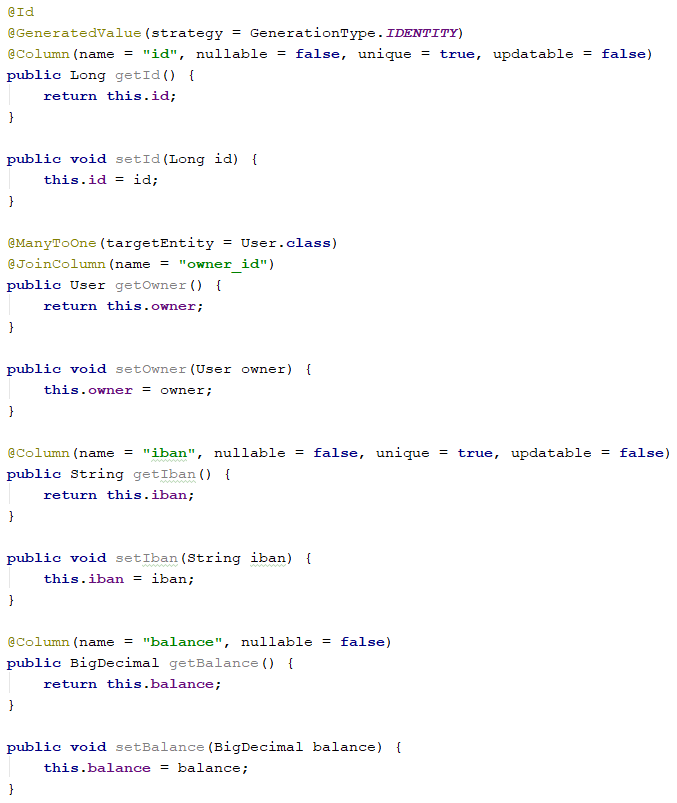 @Id
@GeneratedValue(strategy = GenerationType.IDENTITY)
@Column(name = "id", nullable = false, unique = true, updatable = false)
public Long getId() {
    return this.id;
}

public void setId(Long id) {
    this.id = id;
}

@ManyToOne(targetEntity = User.class)
@JoinColumn(name = "owner_id")
public User getOwner() {
    return this.owner;
}

public void setOwner(User owner) {
    this.owner = owner;
}

@Column(name = "iban", nullable = false, unique = true, updatable = false)
public String getIban() {
    return this.iban;
}

public void setIban(String iban) {
    this.iban = iban;
}

@Column(name = "balance", nullable = false)
public BigDecimal getBalance() {
    return this.balance;
}

public void setBalance(BigDecimal balance) {
    this.balance = balance;
}